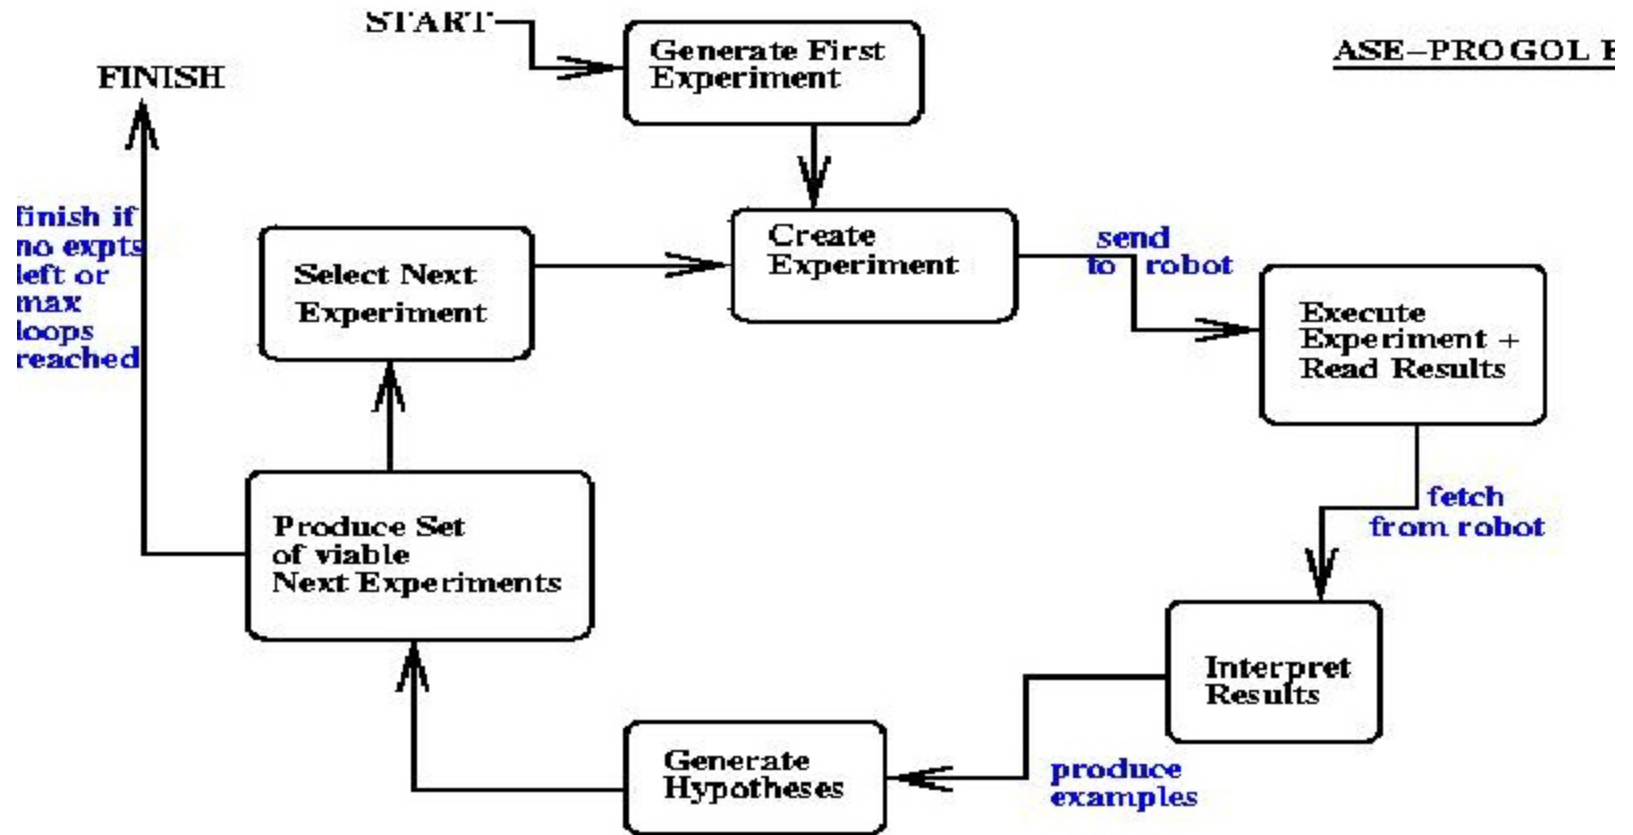 START
Generate First
Experiment
ASE-PROGOL
FINISH
finish if
no expts
left or
max
loops
reached
Select Next
Experiment
Create
Experiment
send
to robot
Execute
Experiment +
Read Results
fetch
from robot
Produce Set
of viable
Next Experiments
Interpret
Results
Generate
Hypotheses
produce
examples